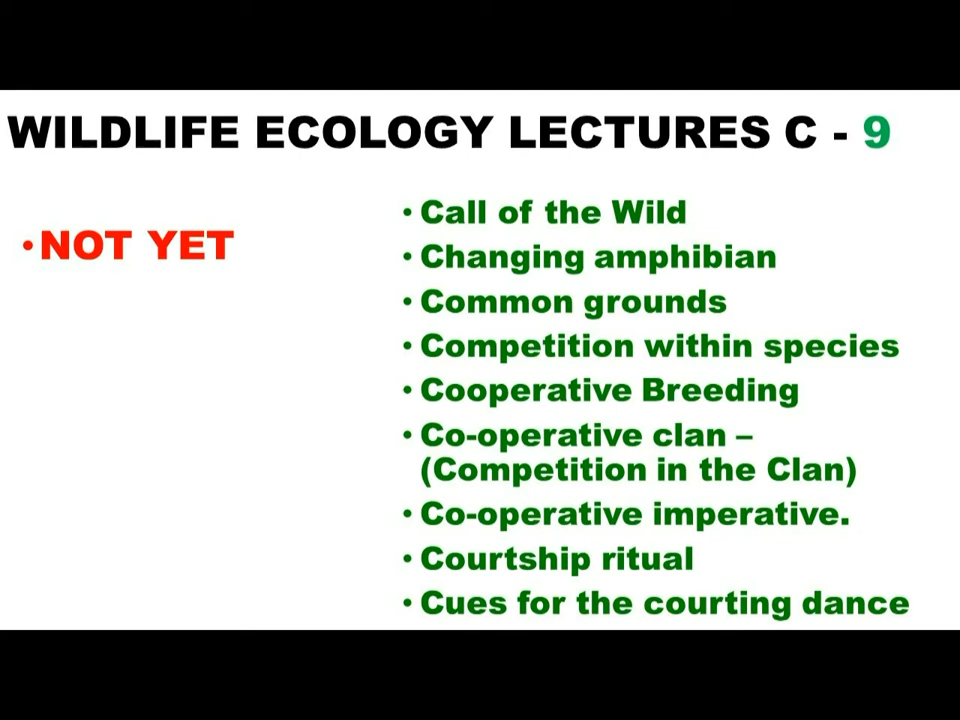 WILDLIFE ECOLOGY LECTURES C - 9
• NOT YET
• Call of the Wild
• Changing amphibian
• Common grounds
• Competition within species
• Cooperative Breeding
• Co-operative clan –
(Competition in the Clan)
• Co-operative imperative.
• Courtship ritual
• Cues for the courting dance